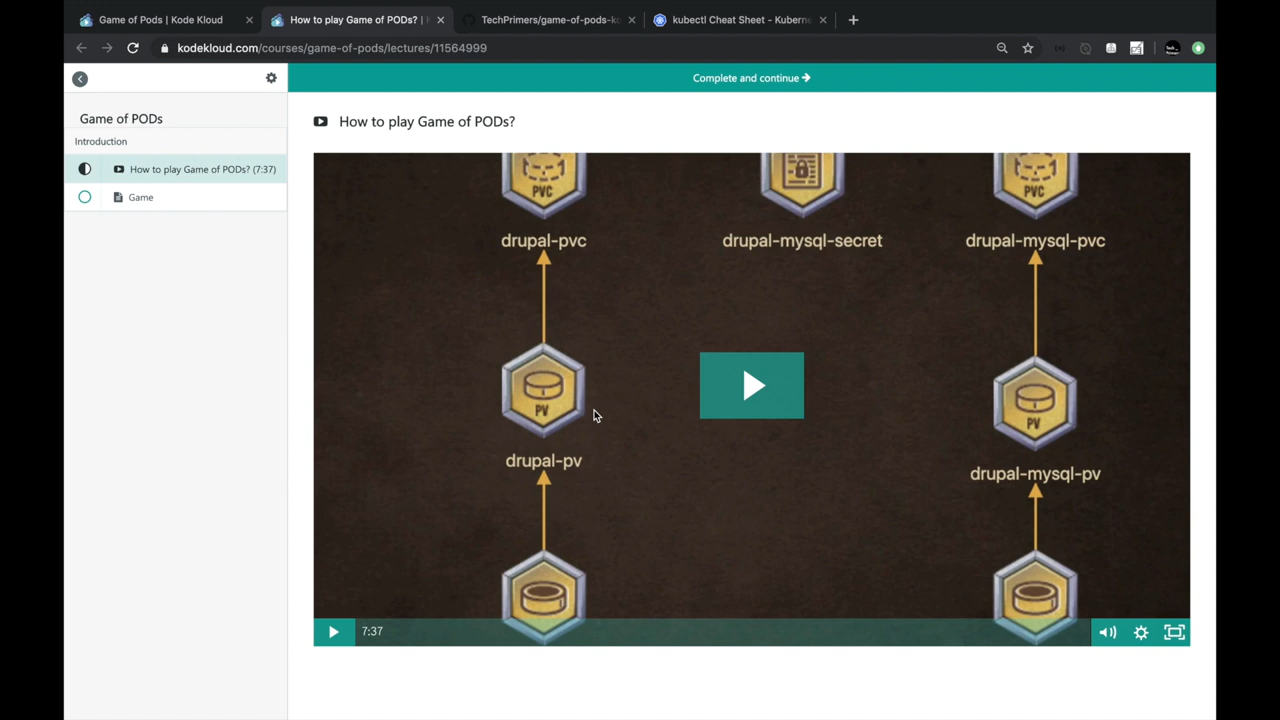 Game of Pods | Kode Kloud
How to play Game of PODs? |
TechPrimers/game-of-pods-ko
kubectl Cheat Sheet - Kuberne
kodekloud.com/courses/game-of-pods/lectures/11564999
Complete and continue
Game of PODs
Introduction
How to play Game of PODs? (7:37)
Game
How to play Game of PODs?
PVC
PVC
drupal-pvc
drupal-mysql-secret
drupal-mysql-pvc
PV
PV
drupal-pv
drupal-mysql-pv
7:37